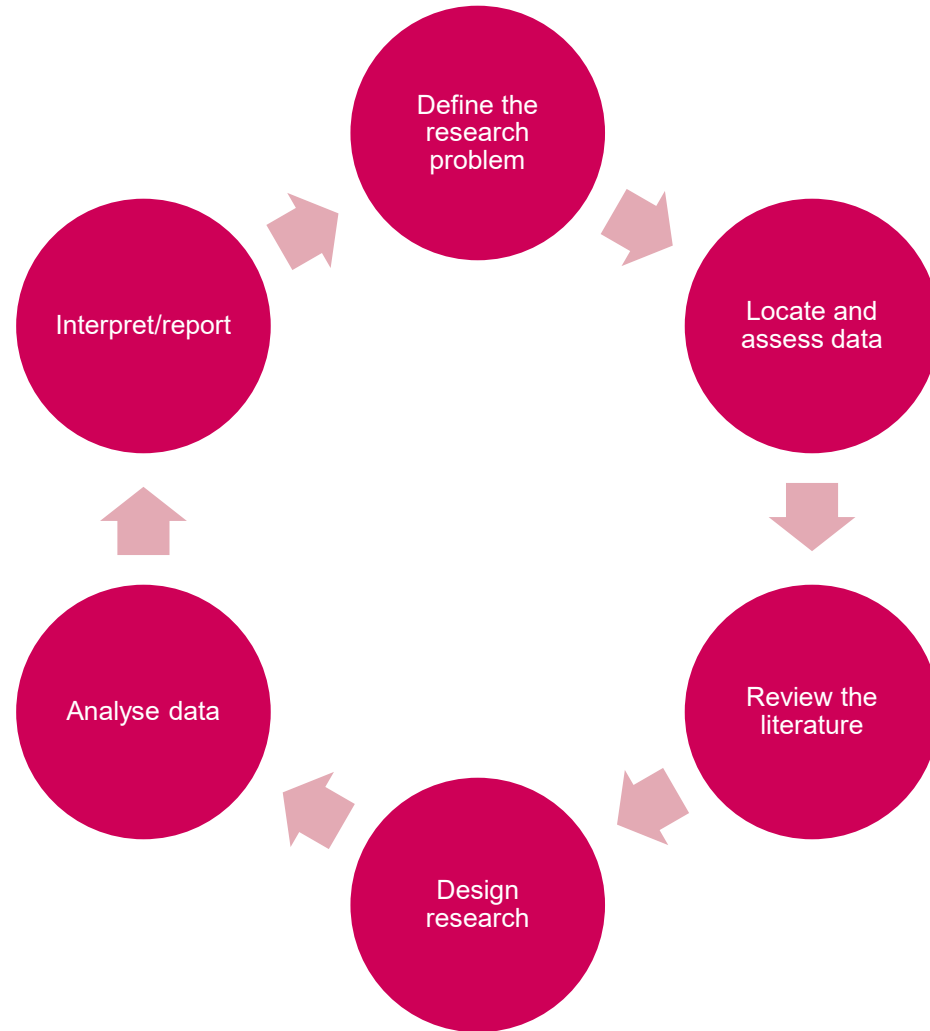 Define the
research
problem
Locate and
assess data
Review the
literature
Design
research
Analyse data
Interpret/report